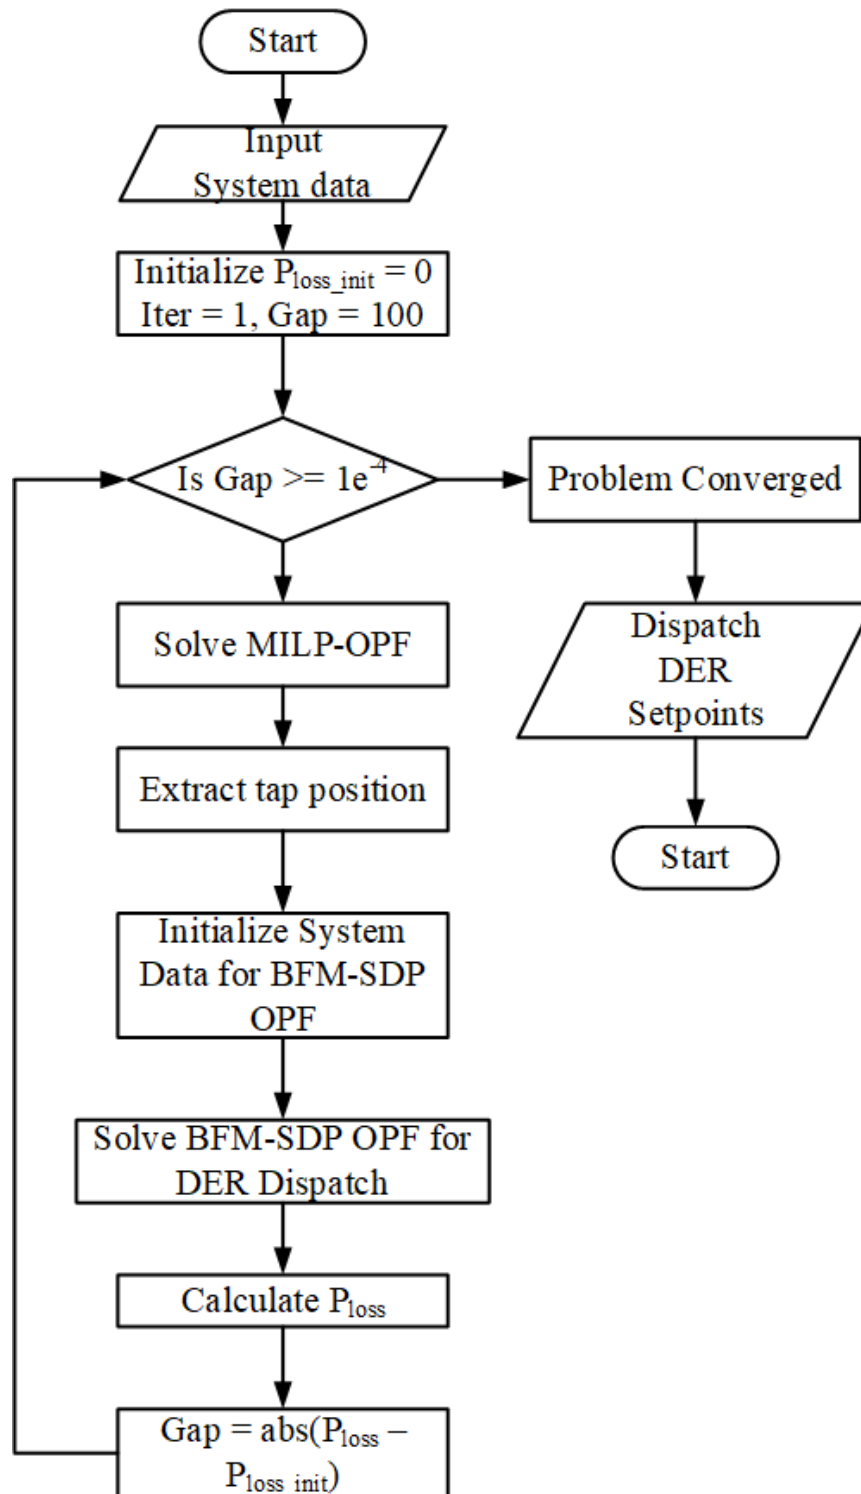 Start
Input
System data
Initialize P_loss_init = 0
Iter = 1, Gap = 100
Is Gap >= 1e^-4
Problem Converged
Solve MILP-OPF
Dispatch
DER
Setpoints
Extract tap position
Start
Initialize System
Data for BFM-SDP
OPF
Solve BFM-SDP OPF for
DER Dispatch
Calculate P_loss
Gap = abs(P_loss –
P_loss_init)